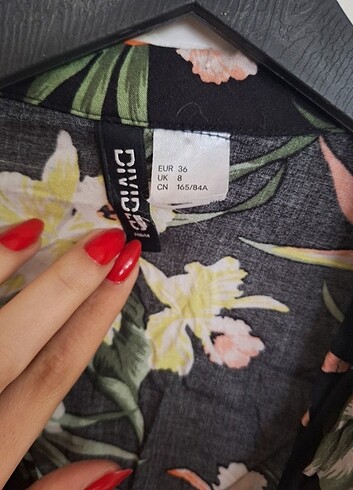 DIVIDED
EUR 36
UK 8
CN 165/84A